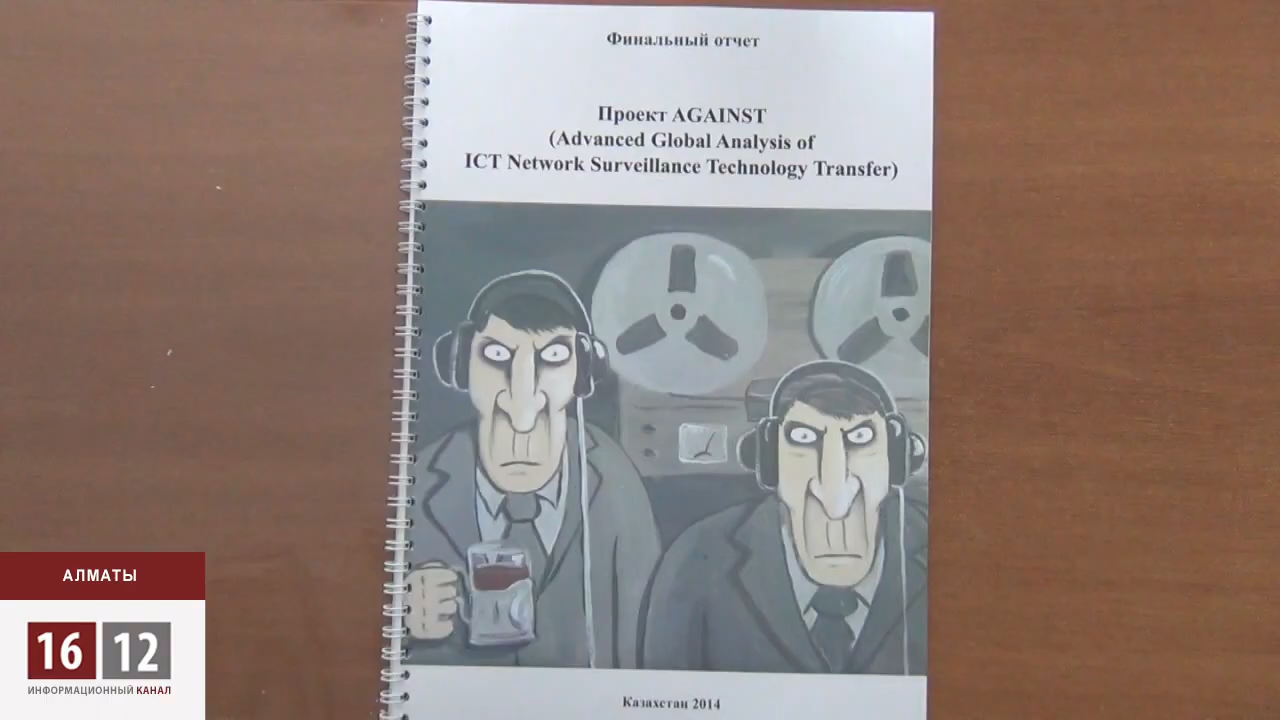 Финальный отчет
Проект AGAINST
(Advanced Global Analysis of
ICT Network Surveillance Technology Transfer)
Казахстан 2014
АЛМАТЫ
16 12
ИНФОРМАЦИОННЫЙ КАНАЛ